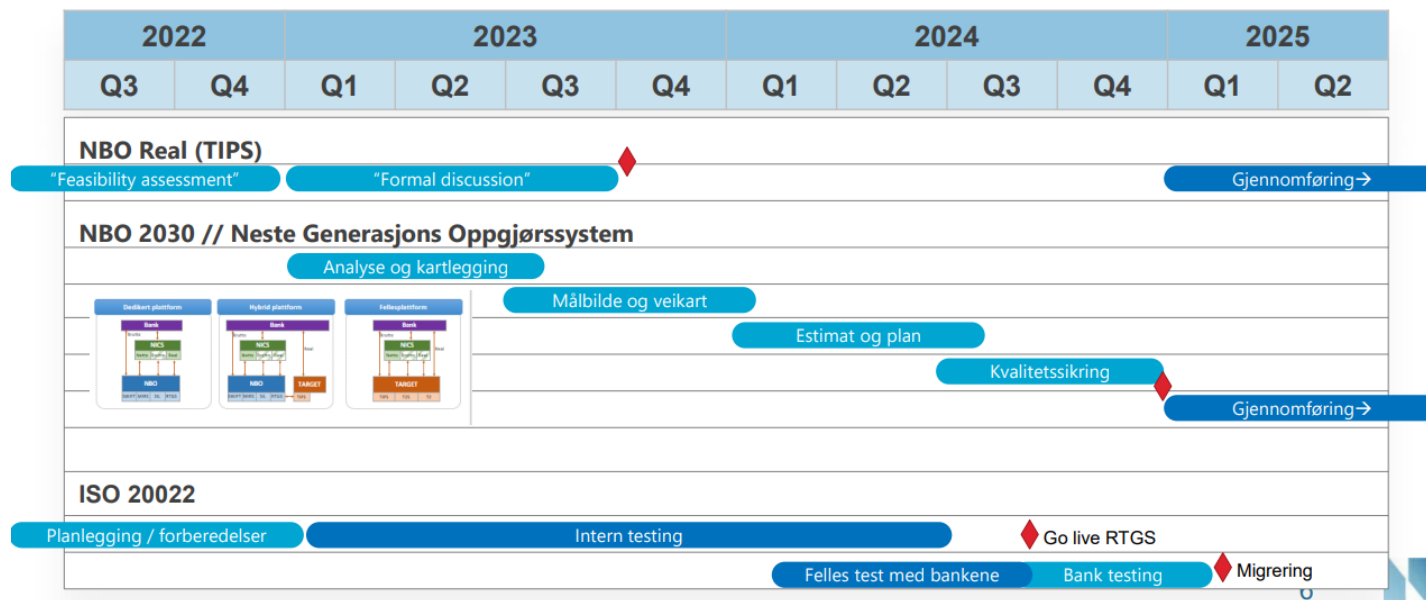 2022 2023 2024 2025
Q3 Q4 Q1 Q2 Q3 Q4 Q1 Q2 Q3 Q4 Q1 Q2
NBO Real (TIPS)
“Feasibility assessment” “Formal discussion” Gjennomføring→
NBO 2030 // Neste Generasjons Oppgjørssystem
Analyse og kartlegging
Målbilde og veikart
Dedikert plattform Hybrid plattform Fellesplattform
Bank Bank Bank
Estimat og plan
NICS NICS NICS
Kvalitetssikring
NBO NBO TARGET TARGET
Gjennomføring→
ISO 20022
Planlegging / forberedelser Intern testing Go live RTGS
Felles test med bankene Bank testing Migrering
6